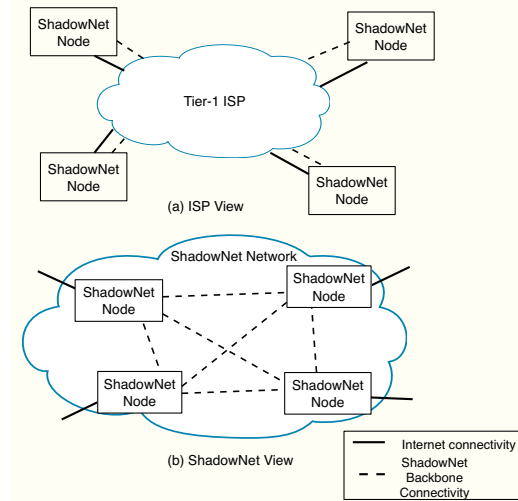 ShadowNet
Node
ShadowNet
Node
Tier-1 ISP
ShadowNet
Node
ShadowNet
Node
(a) ISP View
ShadowNet Network
ShadowNet
Node
ShadowNet
Node
ShadowNet
Node
ShadowNet
Node
(b) ShadowNet View
Internet connectivity
ShadowNet
Backbone
Connectivity